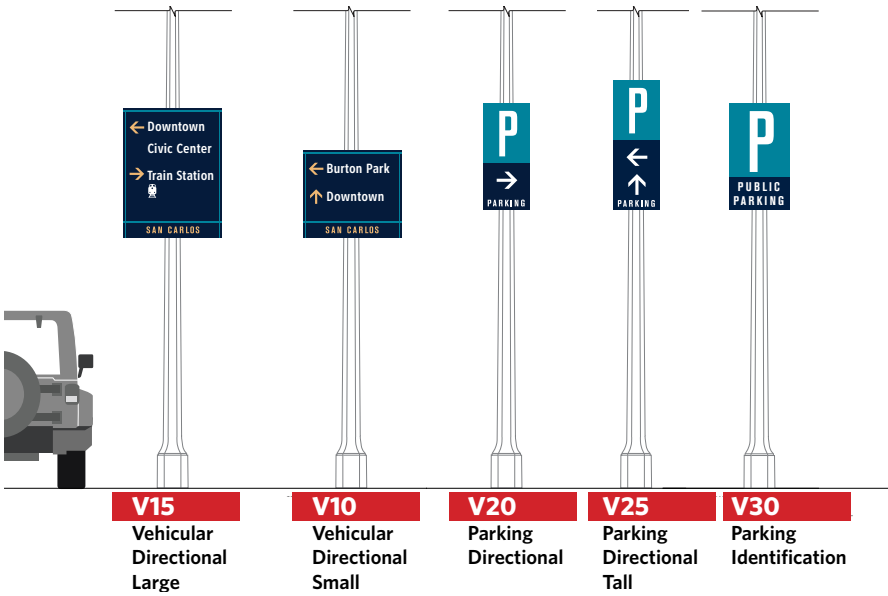 ← Downtown
Civic Center
→ Train Station
SAN CARLOS
← Burton Park
↑ Downtown
SAN CARLOS
P
→
PARKING
P
←
↑
PARKING
P
PUBLIC
PARKING
V15
Vehicular
Directional
Large
V10
Vehicular
Directional
Small
V20
Parking
Directional
V25
Parking
Directional
Tall
V30
Parking
Identification